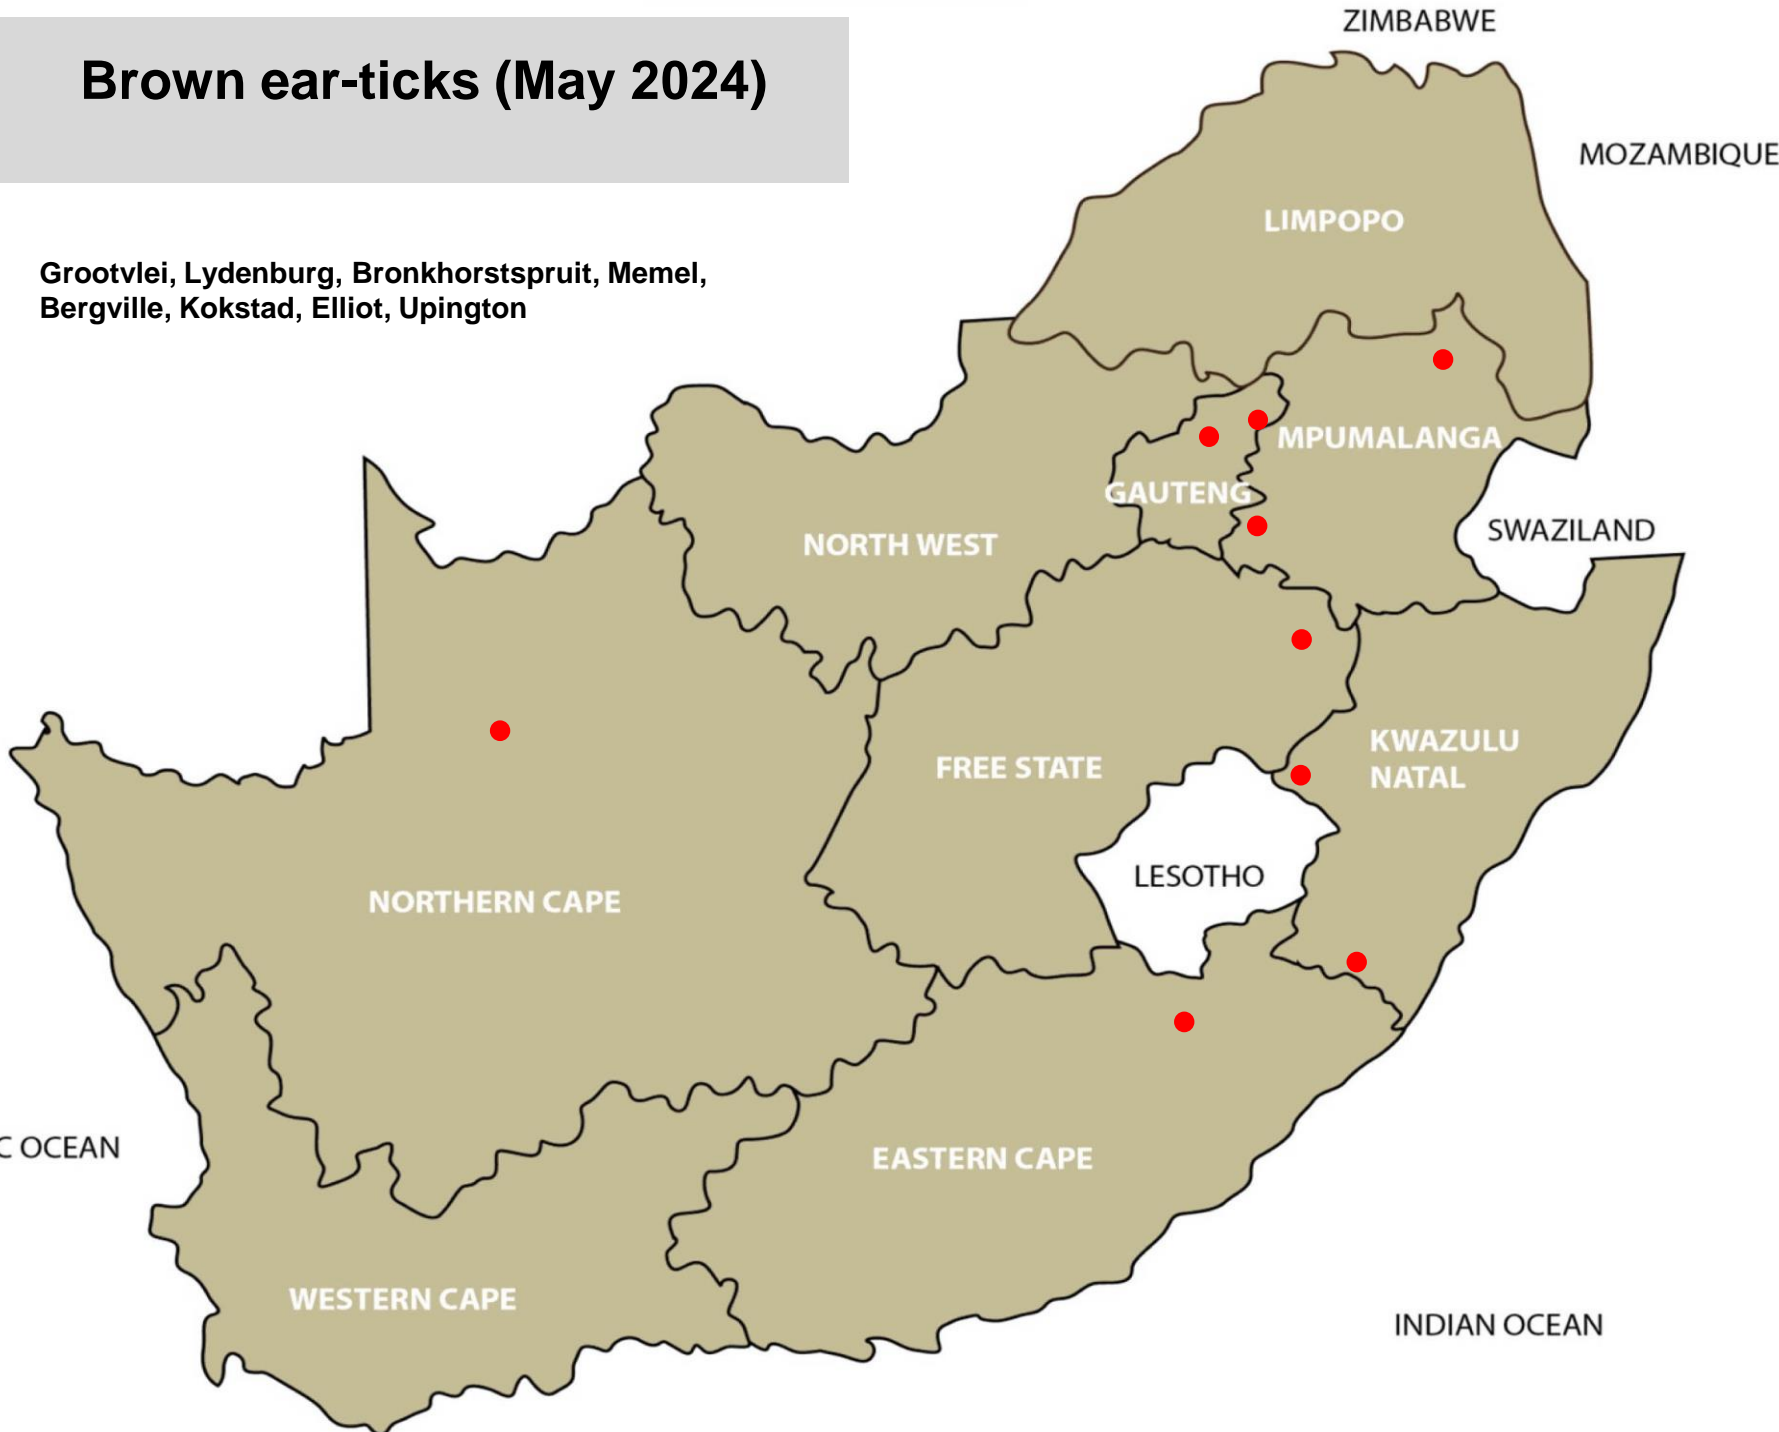 Brown ear-ticks (May 2024)
Grootvlei, Lydenburg, Bronkhorstspruit, Memel,
Bergville, Kokstad, Elliot, Upington
ZIMBABWE
MOZAMBIQUE
LIMPOPO
MPUMALANGA
GAUTENG
SWAZILAND
NORTH WEST
KWAZULU
NATAL
FREE STATE
LESOTHO
NORTHERN CAPE
C OCEAN
EASTERN CAPE
WESTERN CAPE
INDIAN OCEAN